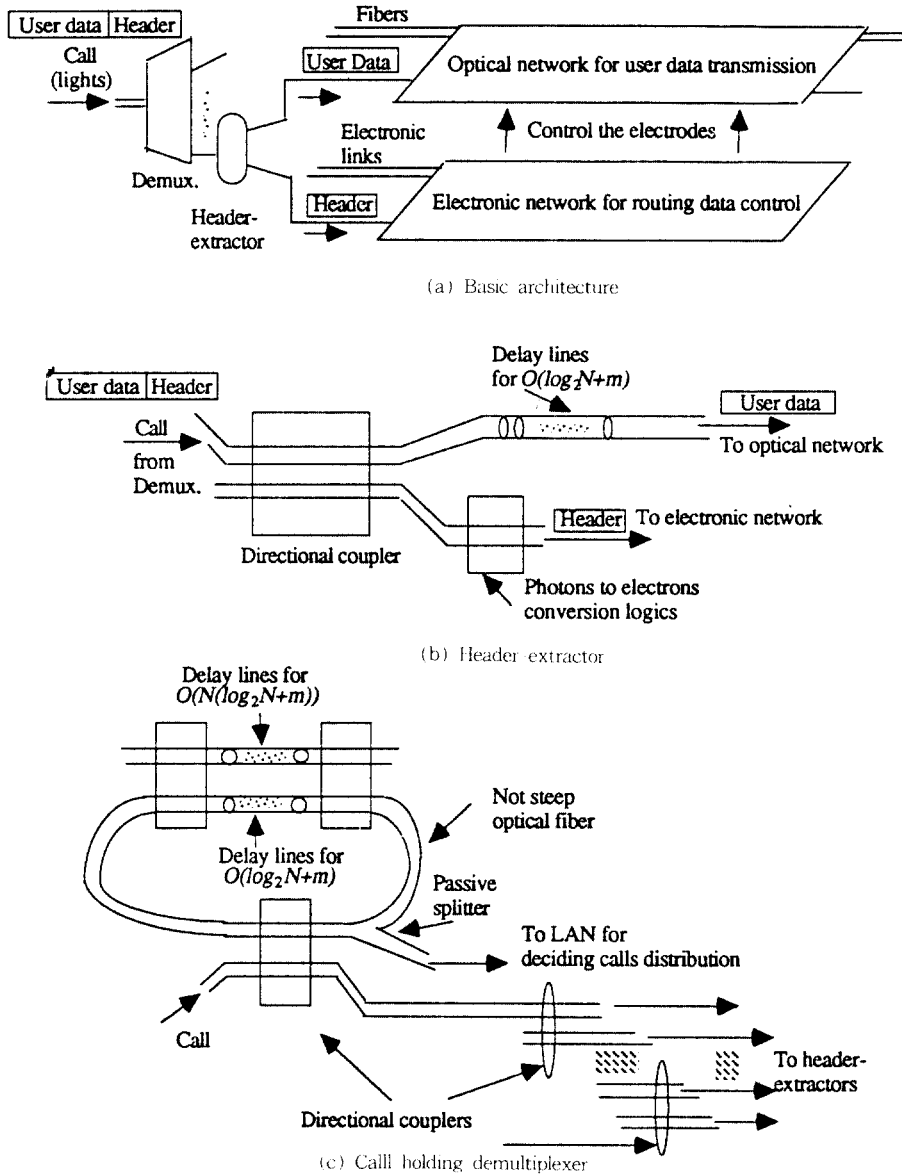 User data Header
Call
(lights)
Demux.
Header-
extractor
Fibers
User Data
Optical network for user data transmission
Control the electrodes
Electronic
links
Header
Electronic network for routing data control
(a) Basic architecture
User data Header
Call
from
Demux.
Directional coupler
Delay lines
for O(log₂N+m)
User data
To optical network
Header To electronic network
Photons to electrons
conversion logics
(b) Header extractor
Delay lines for
O(N(log₂N+m))
Not steep
optical fiber
Delay lines for
O(log₂N+m)
Passive
splitter
To LAN for
deciding calls distribution
Call
To header-
extractors
Directional couplers
(c) Calll holding demultiplexer